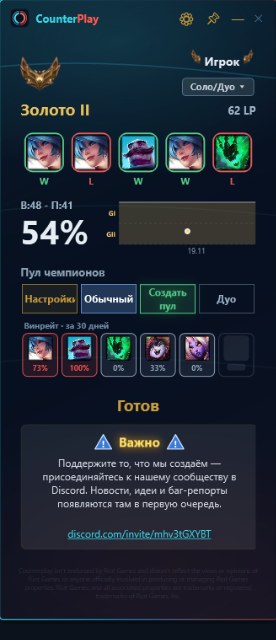 CounterPlay
Игрок
Соло/Дуо
Золото II
62 LP
W L W W L
В:48 - П:41
54%
GI
GII
19.11
Пул чемпионов
Настройки Обычный Создать пул Дуо
Винрейт - за 30 дней
73% 100% 0% 33% 0%
Готов
Важно
Поддержите то, что мы создаём —
присоединяйтесь к нашему сообществу в
Discord. Новости, идеи и баг-репорты
появляются там в первую очередь.
discord.com/invite/mhv3tGXYBT